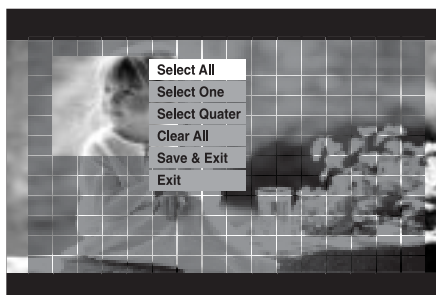 Select All
Select One
Select Quater
Clear All
Save & Exit
Exit